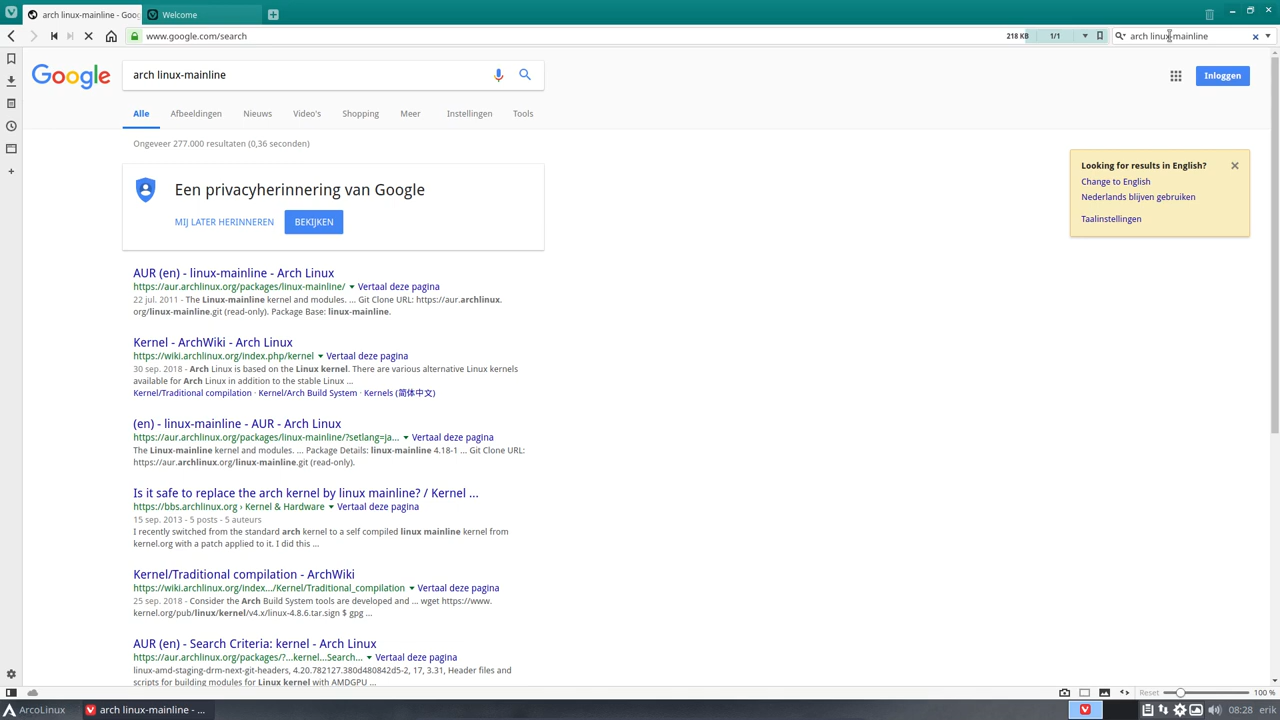 arch linux-mainline - Goog
Welcome
www.google.com/search
218 KB
1/1
arch linux-mainline
Google
arch linux-mainline
Inloggen
Alle
Afbeeldingen
Nieuws
Video's
Shopping
Meer
Instellingen
Tools
Ongeveer 277.000 resultaten (0,36 seconden)
Een privacyherinnering van Google
MIJ LATER HERINNEREN
BEKIJKEN
Looking for results in English?
Change to English
Nederlands blijven gebruiken
Taalinstellingen
AUR (en) - linux-mainline - Arch Linux
https://aur.archlinux.org/packages/linux-mainline/ Vertaal deze pagina
22 jul. 2011 - The Linux-mainline kernel and modules. ... Git Clone URL: https://aur.archlinux.
org/linux-mainline.git (read-only). Package Base: linux-mainline.
Kernel - ArchWiki - Arch Linux
https://wiki.archlinux.org/index.php/kernel Vertaal deze pagina
30 sep. 2018 - Arch Linux is based on the Linux kernel. There are various alternative Linux kernels
available for Arch Linux in addition to the stable Linux ...
Kernel/Traditional compilation · Kernel/Arch Build System · Kernels (简体中文)
(en) - linux-mainline - AUR - Arch Linux
https://aur.archlinux.org/packages/linux-mainline/?setlang=ja... Vertaal deze pagina
The Linux-mainline kernel and modules. ... Package Details: linux-mainline 4.18-1 ... Git Clone URL:
https://aur.archlinux.org/linux-mainline.git (read-only).
Is it safe to replace the arch kernel by linux mainline? / Kernel ...
https://bbs.archlinux.org › Kernel & Hardware Vertaal deze pagina
15 sep. 2013 - 5 posts - 5 auteurs
I recently switched from the standard arch kernel to a self compiled linux mainline kernel from
kernel.org with a patch applied to it. I did this ...
Kernel/Traditional compilation - ArchWiki
https://wiki.archlinux.org/index.../Kernel/Traditional_compilation Vertaal deze pagina
25 sep. 2018 - Consider the Arch Build System tools are developed and ... wget https://www.
kernel.org/pub/linux/kernel/v4.x/linux-4.8.6.tar.sign $ gpg ...
AUR (en) - Search Criteria: kernel - Arch Linux
https://aur.archlinux.org/packages/?...kernel...Search... Vertaal deze pagina
linux-amd-staging-drm-next-git-headers, 4.20.782127.380d480842d5-2, 17, 3.31, Header files and
scripts for building modules for Linux kernel with AMDGPU ...
Reset
100 %
ArcoLinux
arch linux-mainline - ...
08:28
erik